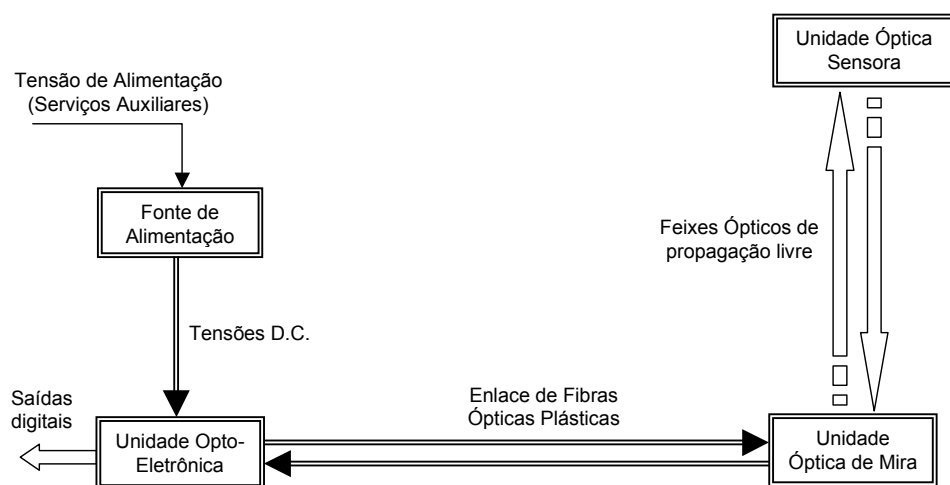 Unidade Óptica
Sensora
Tensão de Alimentação
(Serviços Auxiliares)
Fonte de
Alimentação
Feixes Ópticos de
propagação livre
Tensões D.C.
Saídas
digitais
Enlace de Fibras
Ópticas Plásticas
Unidade Opto-
Eletrônica
Unidade
Óptica de Mira